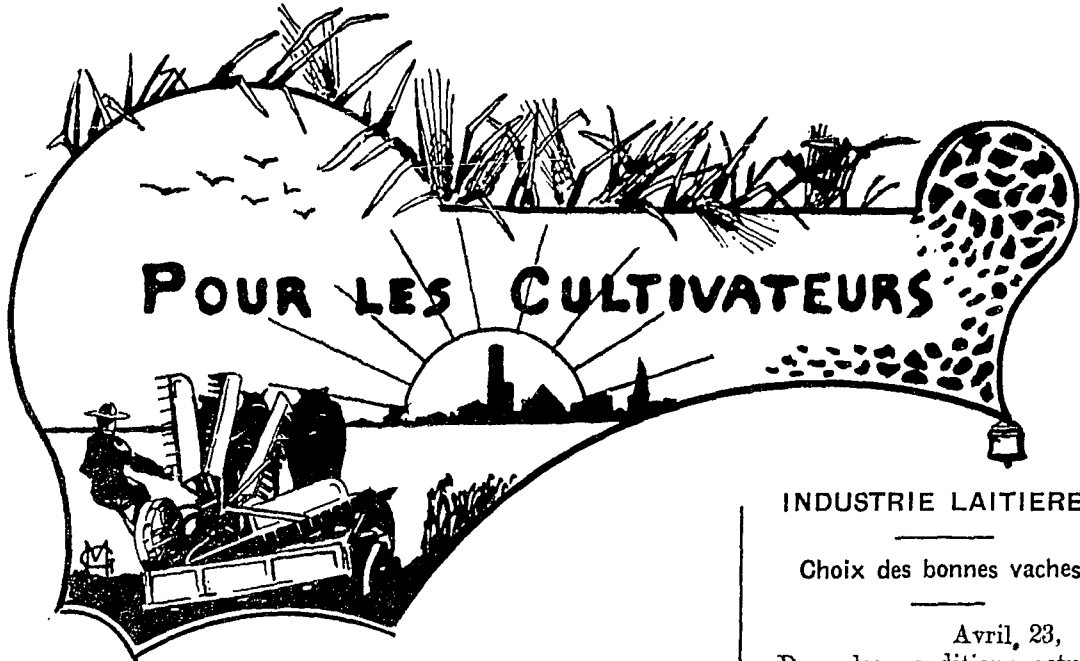 POUR LES CULTIVATEURS
INDUSTRIE LAITIERE
Choix des bonnes vaches
Avril, 23,